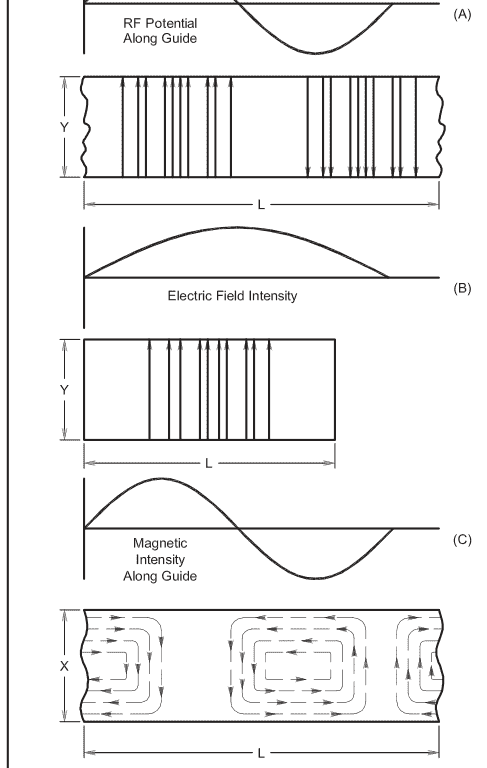 (A)
RF Potential
Along Guide
Y
L
Electric Field Intensity
(B)
Y
L
(C)
Magnetic
Intensity
Along Guide
X
L